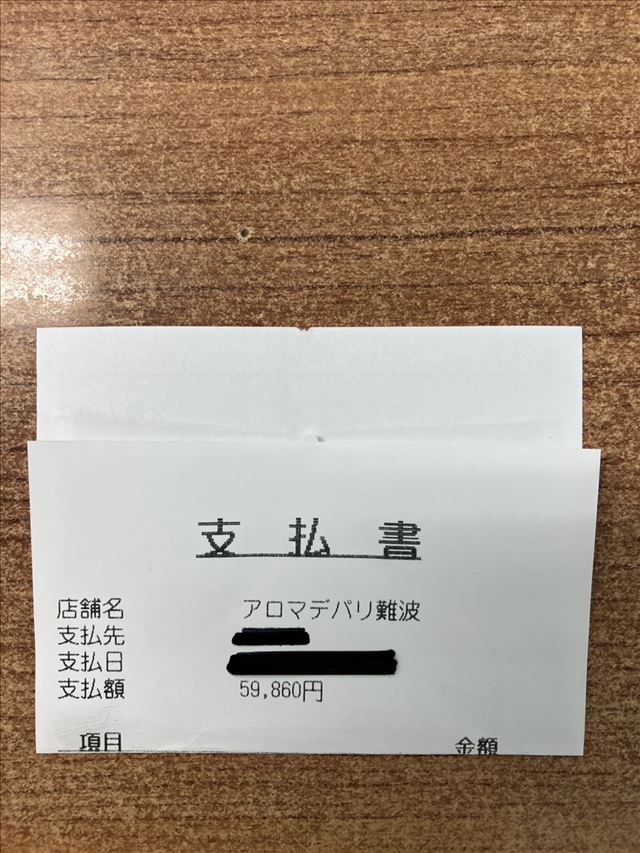 支払書
店舗名 アロマデパリ難波
支払先
支払日
支払額 59,860円
項目 金額